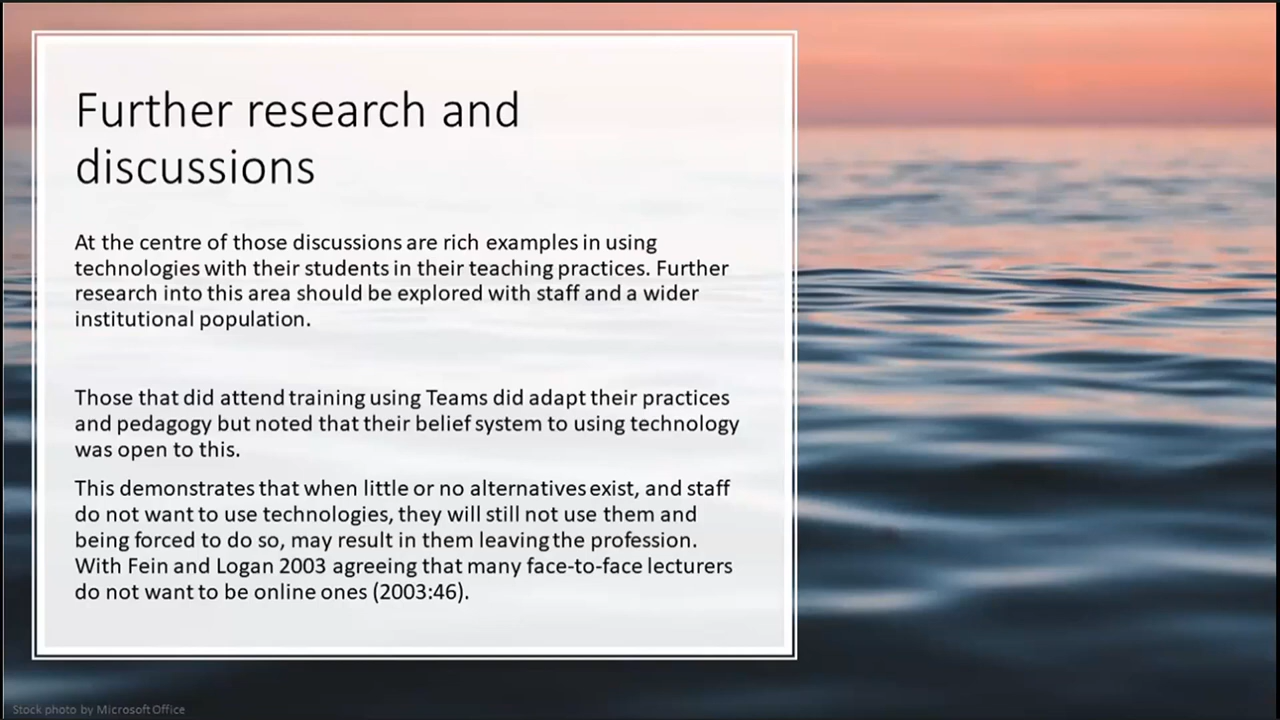 Further research and
discussions
At the centre of those discussions are rich examples in using
technologies with their students in their teaching practices. Further
research into this area should be explored with staff and a wider
institutional population.
Those that did attend training using Teams did adapt their practices
and pedagogy but noted that their belief system to using technology
was open to this.
This demonstrates that when little or no alternatives exist, and staff
do not want to use technologies, they will still not use them and
being forced to do so, may result in them leaving the profession.
With Fein and Logan 2003 agreeing that many face-to-face lecturers
do not want to be online ones (2003:46).
Stock photo by Microsoft Office